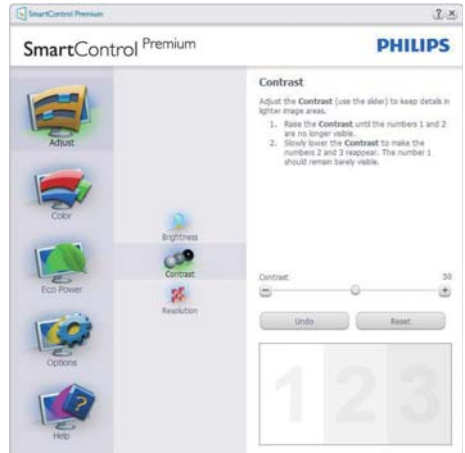 SmartControl Premium
? X
SmartControl Premium
PHILIPS
Adjust
Color
Eco Power
Options
Help
Brightness
Contrast
Resolution
Contrast
Adjust the Contrast (use the slider) to keep details in
lighter image areas.
1. Raise the Contrast until the numbers 1 and 2
are no longer visible.
2. Slowly lower the Contrast to make the
numbers 2 and 3 reappear. The number 1
should remain barely visible.
Contrast: 50
Undo Reset
1 2 3